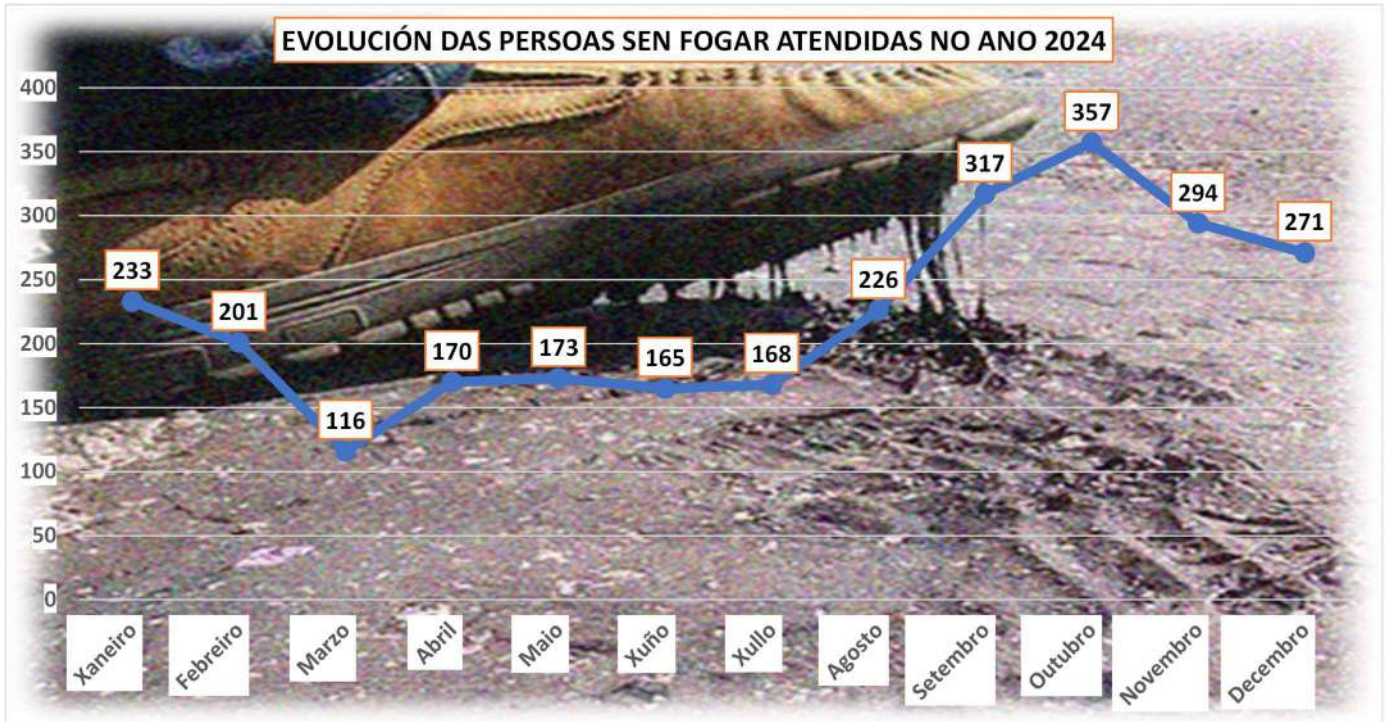 EVOLUCIÓN DAS PERSOAS SEN FOGAR ATENDIDAS NO ANO 2024
400
350
300
250
200
150
100
50
0
233
201
116
170
173
165
168
226
317
357
294
271
Xaneiro
Febreiro
Marzo
Abril
Maio
Xuño
Xullo
Agosto
Setembro
Outubro
Novembro
Decembro